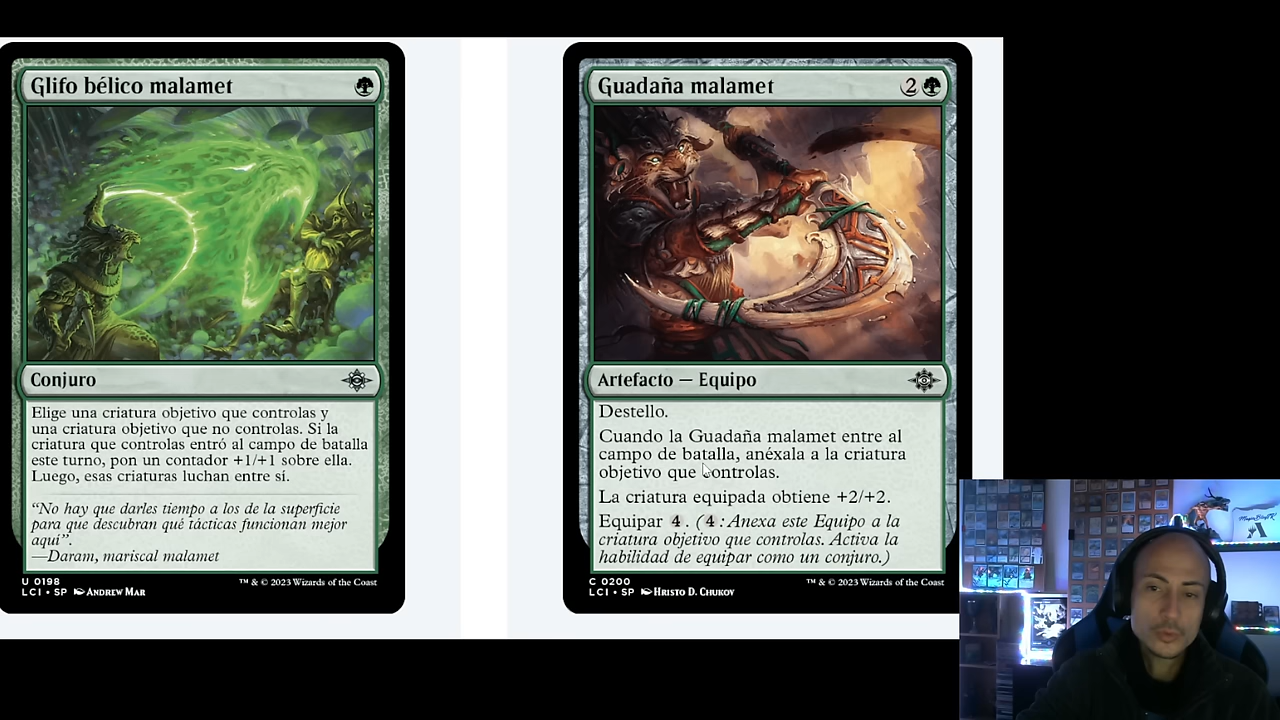 Glifo bélico malamet
Conjuro
Elige una criatura objetivo que controlas y
una criatura objetivo que no controlas. Si la
criatura que controlas entró al campo de batalla
este turno, pon un contador +1/+1 sobre ella.
Luego, esas criaturas luchan entre sí.
“No hay que darles tiempo a los de la superficie
para que descubran qué tácticas funcionan mejor
aquí”.
—Daram, mariscal malamet
U 0198
LCI • SP Andrew Mar
™ & © 2023 Wizards of the Coast
Guadaña malamet 2
Artefacto — Equipo
Destello.
Cuando la Guadaña malamet entre al
campo de batalla, anéxala a la criatura
objetivo que controlas.
La criatura equipada obtiene +2/+2.
Equipar 4. (4: Anexa este Equipo a la
criatura objetivo que controlas. Activa la
habilidad de equipar como un conjuro.)
C 0200
LCI • SP Hristo D. Chukov
™ & © 2023 Wizards of the Coast